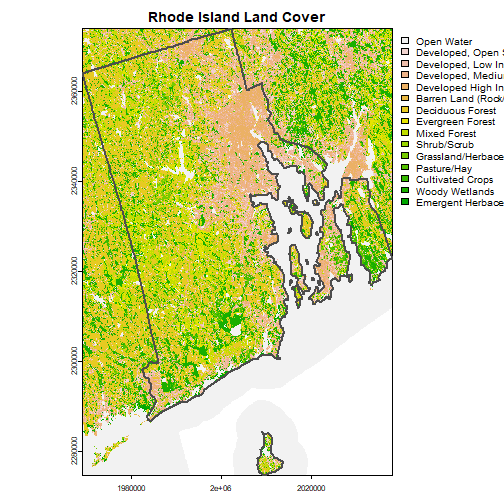 Rhode Island Land Cover
Open Water
Developed, Open S
Developed, Low In
Developed, Mediu
Developed High In
Barren Land (Rock/
Deciduous Forest
Evergreen Forest
Mixed Forest
Shrub/Scrub
Grassland/Herbace
Pasture/Hay
Cultivated Crops
Woody Wetlands
Emergent Herbace
2360000
2340000
2320000
2300000
2280000
1980000
2e+06
2020000